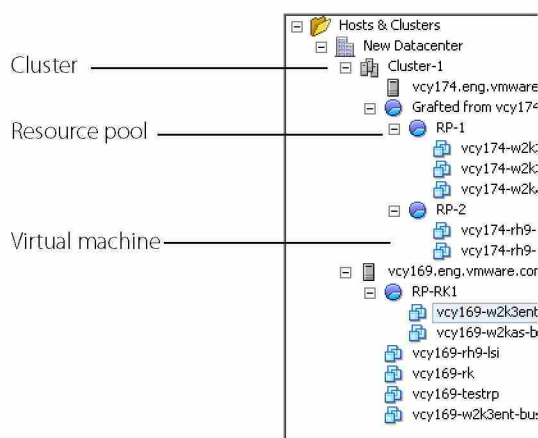 Hosts & Clusters
New Datacenter
Cluster
Cluster-1
vcy174.eng.vmware
Grafted from vcy174
Resource pool
RP-1
vcy174-w2k
vcy174-w2k
vcy174-w2k
RP-2
vcy174-rh9-
Virtual machine
vcy174-rh9-
vcy169.eng.vmware.com
RP-RK1
vcy169-w2k3ent
vcy169-w2kas-b
vcy169-rh9-lsi
vcy169-rk
vcy169-testrp
vcy169-w2k3ent-bus